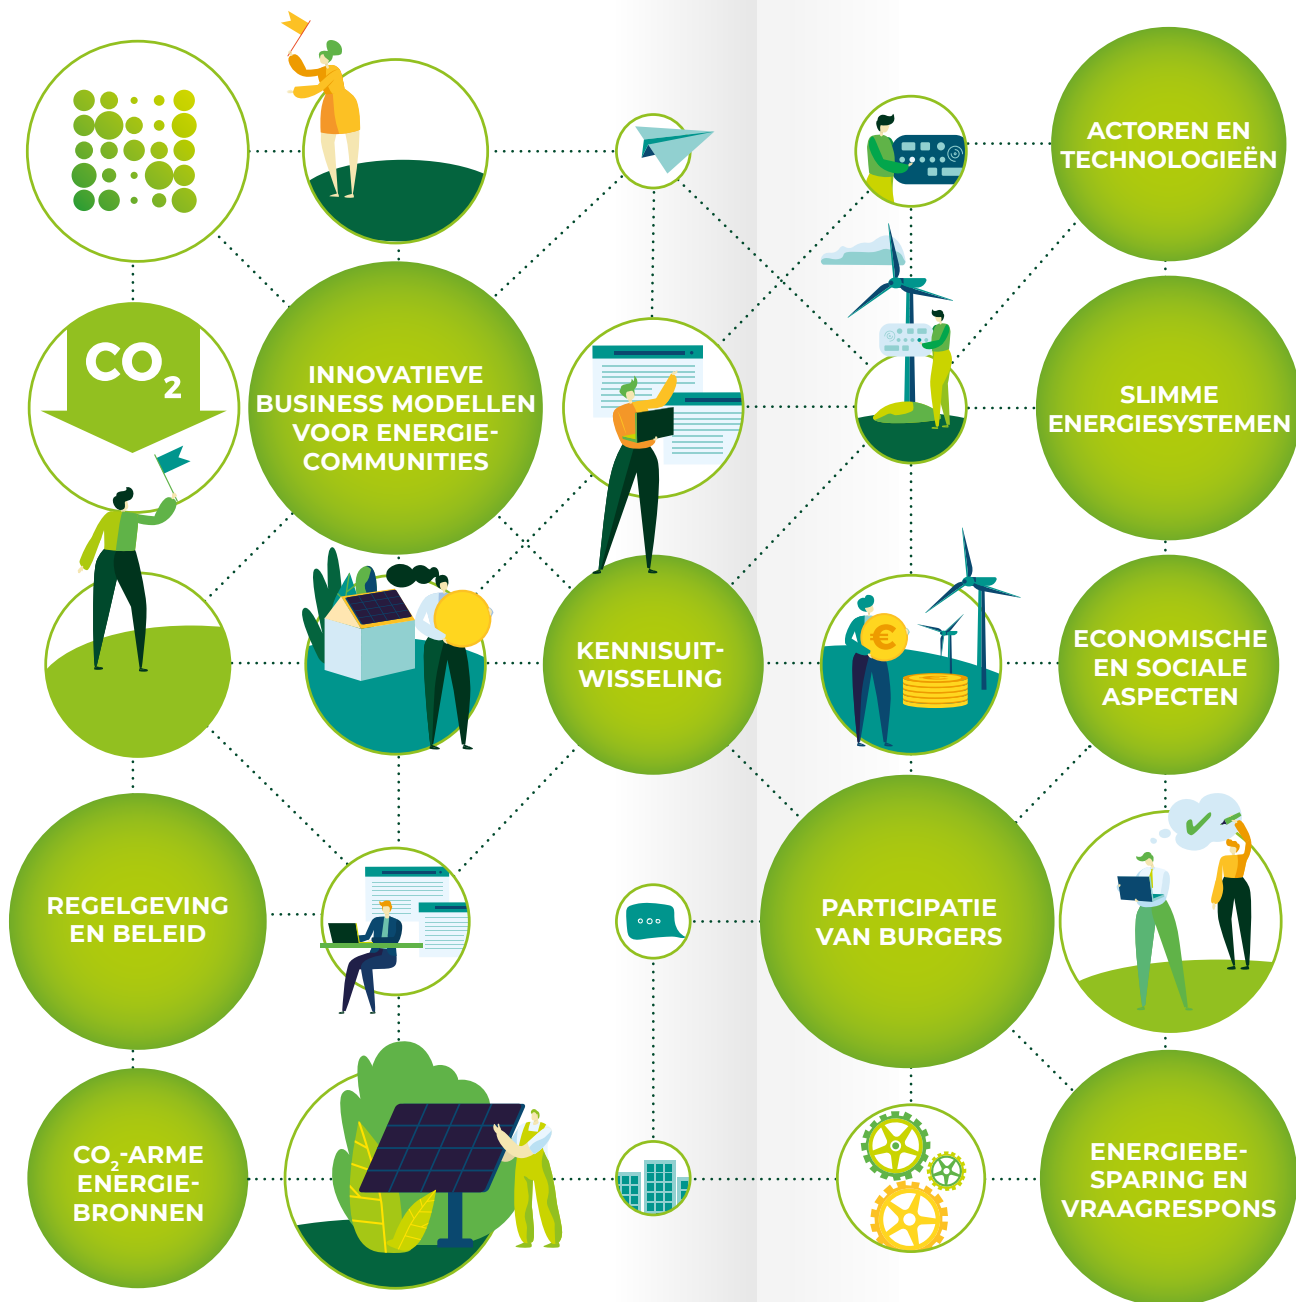 ACTOREN EN
TECHNOLOGIEËN
CO2
INNOVATIEVE
BUSINESS MODELLEN
VOOR ENERGIE-
COMMUNITIES
SLIMME
ENERGIESYSTEMEN
KENNISUIT-
WISSELING
€
ECONOMISCHE
EN SOCIALE
ASPECTEN
REGELGEVING
EN BELEID
PARTICIPATIE
VAN BURGERS
CO2-ARME
ENERGIE-
BRONNEN
ENERGIEBE-
SPARING EN
VRAAGRESPONS